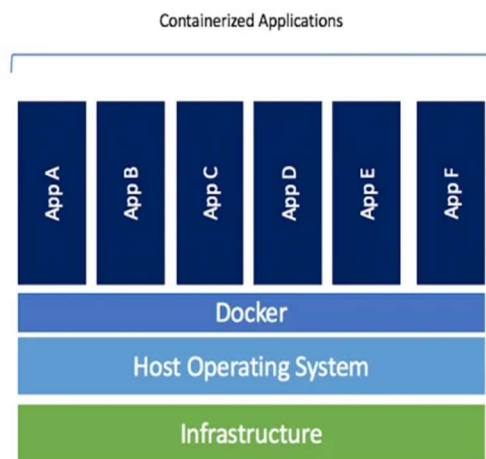 Containerized Applications
App A
App B
App C
App D
App E
App F
Docker
Host Operating System
Infrastructure